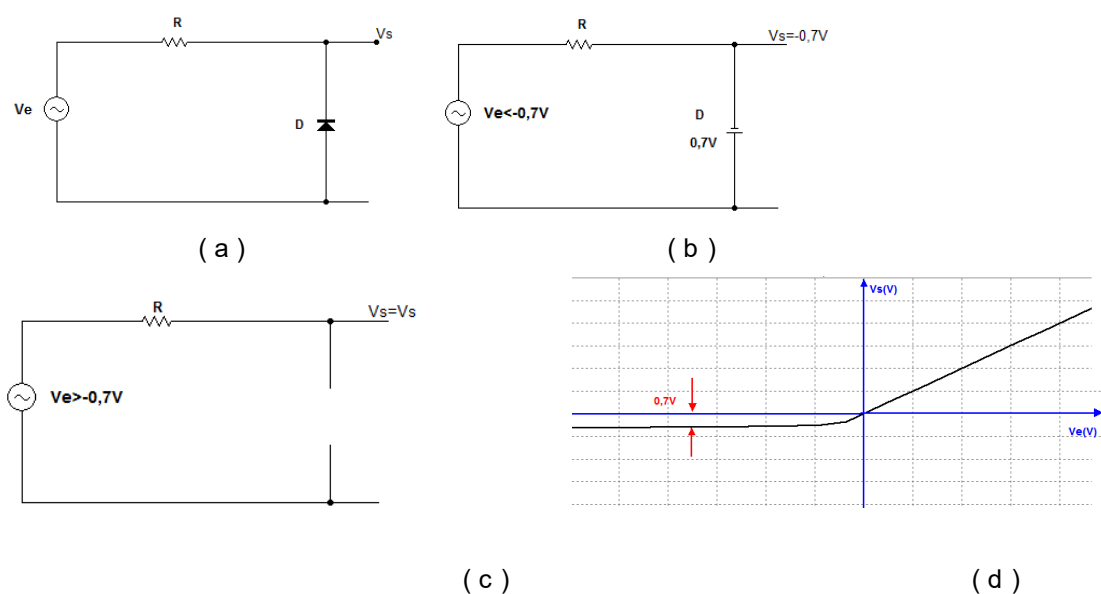 R
Vs
Ve
D
( a )
R
Vs=-0,7V
Ve<-0,7V
D
0,7V
( b )
R
Vs=Vs
Ve>-0,7V
( c )
Vs(V)
0,7V
Ve(V)
( d )